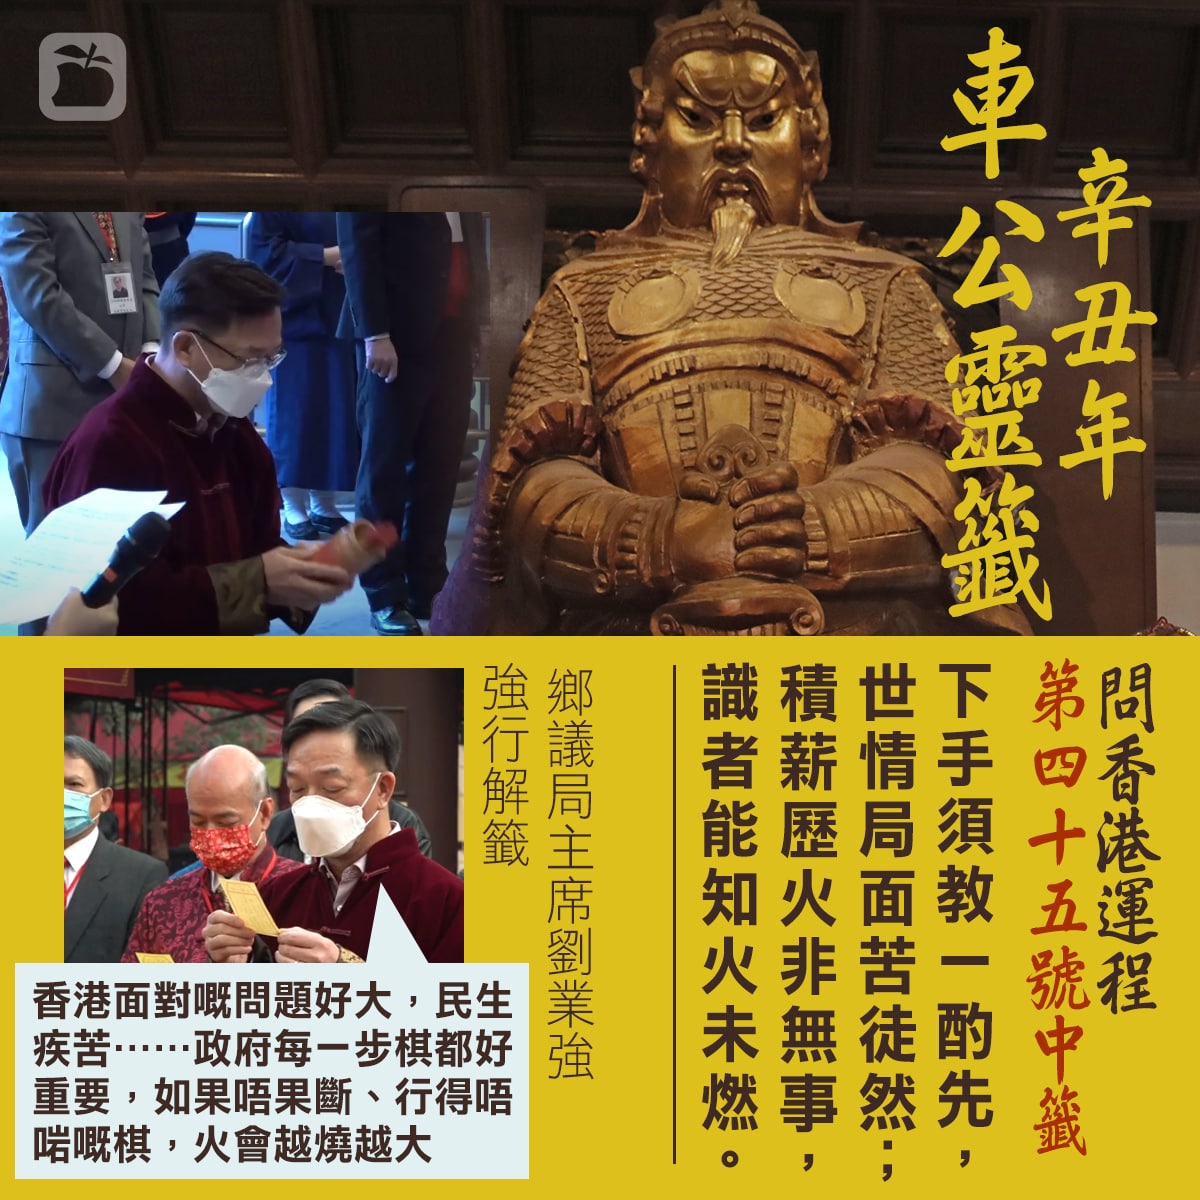 辛丑年
車公靈籤
問香港運程
第四十五號中籤
下手須教一酌先，
世情局面苦徒然；
積薪歷火非無事，
識者能知火未燃。
鄉議局主席劉業強
強行解籤
香港面對嘅問題好大，民生
疾苦⋯⋯政府每一步棋都好
重要，如果唔果斷、行得唔
啱嘅棋，火會越燒越大